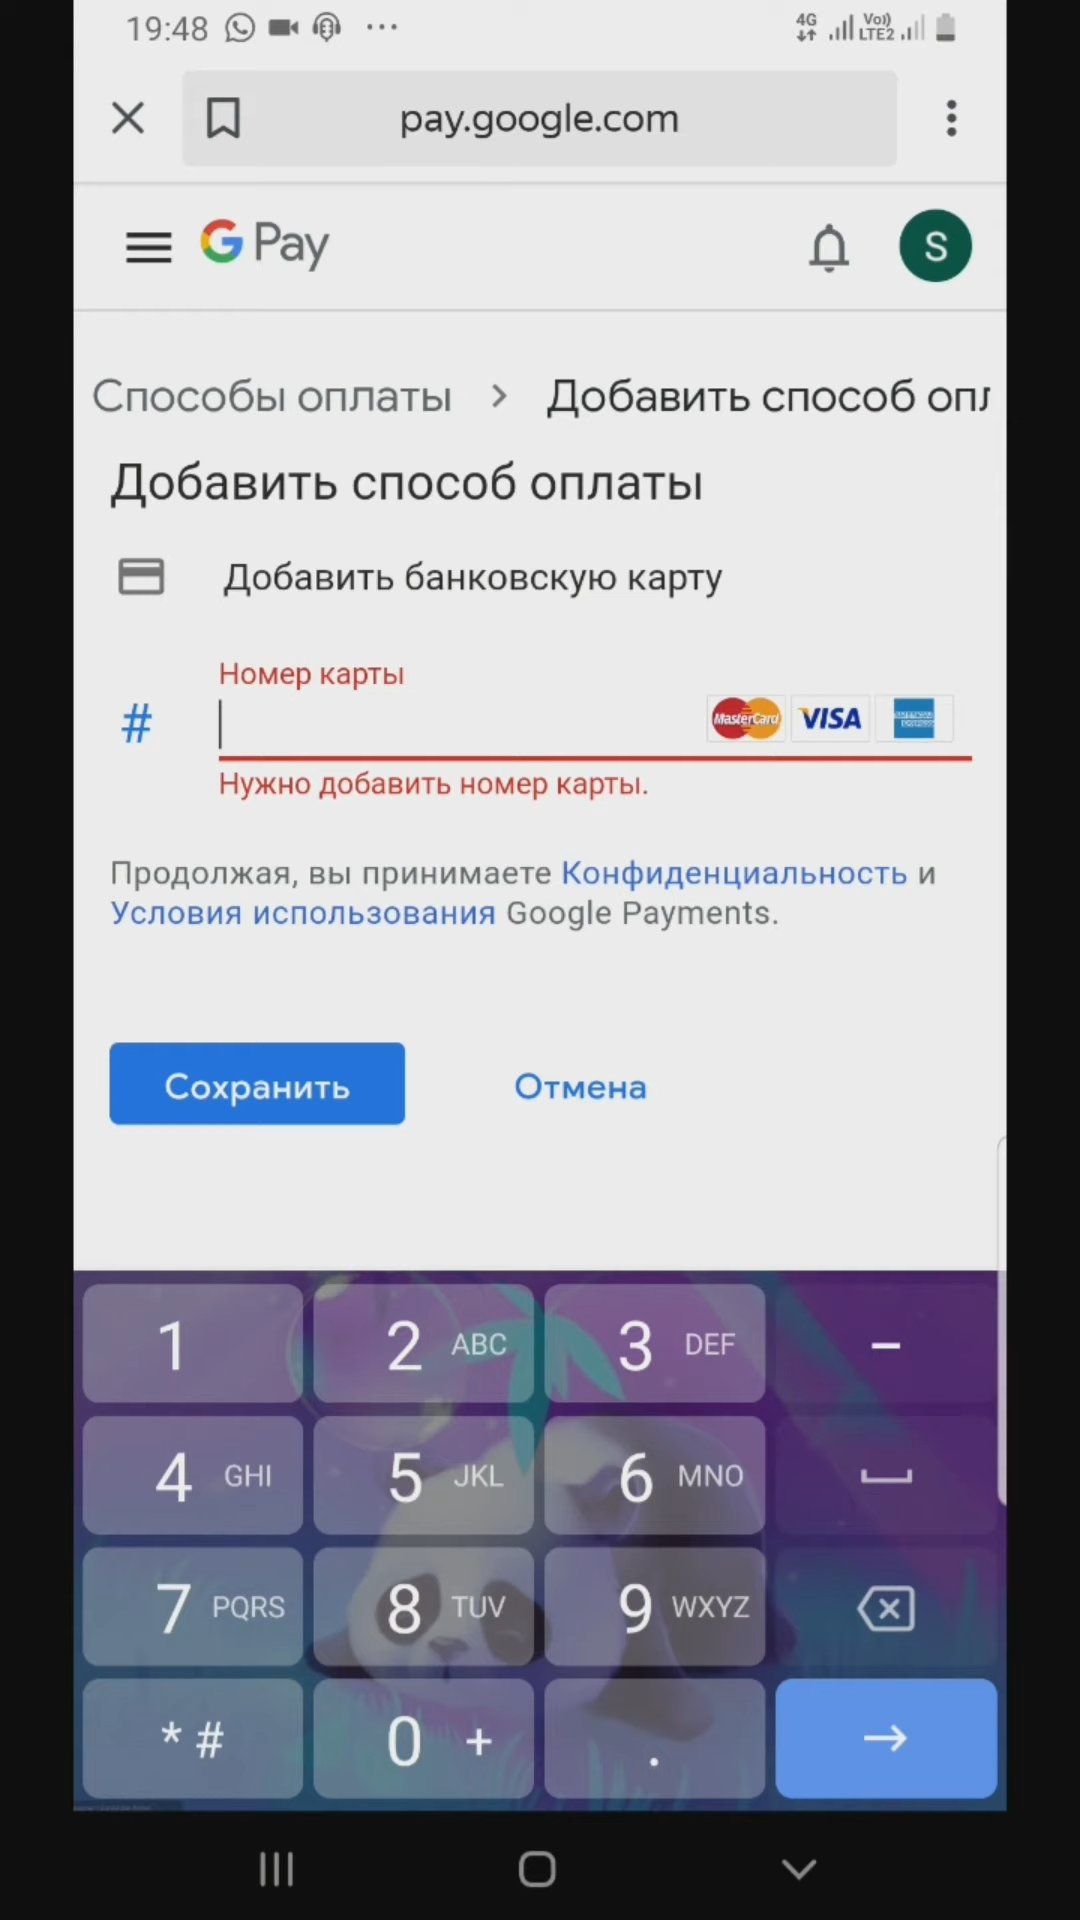 19:48
4G Vo) LTE2
pay.google.com
G Pay
S
Способы оплаты > Добавить способ опл
Добавить способ оплаты
Добавить банковскую карту
Номер карты
#
MasterCard VISA
Нужно добавить номер карты.
Продолжая, вы принимаете Конфиденциальность и
Условия использования Google Payments.
Сохранить Отмена
1 2 ABC 3 DEF –
4 GHI 5 JKL 6 MNO
7 PQRS 8 TUV 9 WXYZ
* # 0 + .